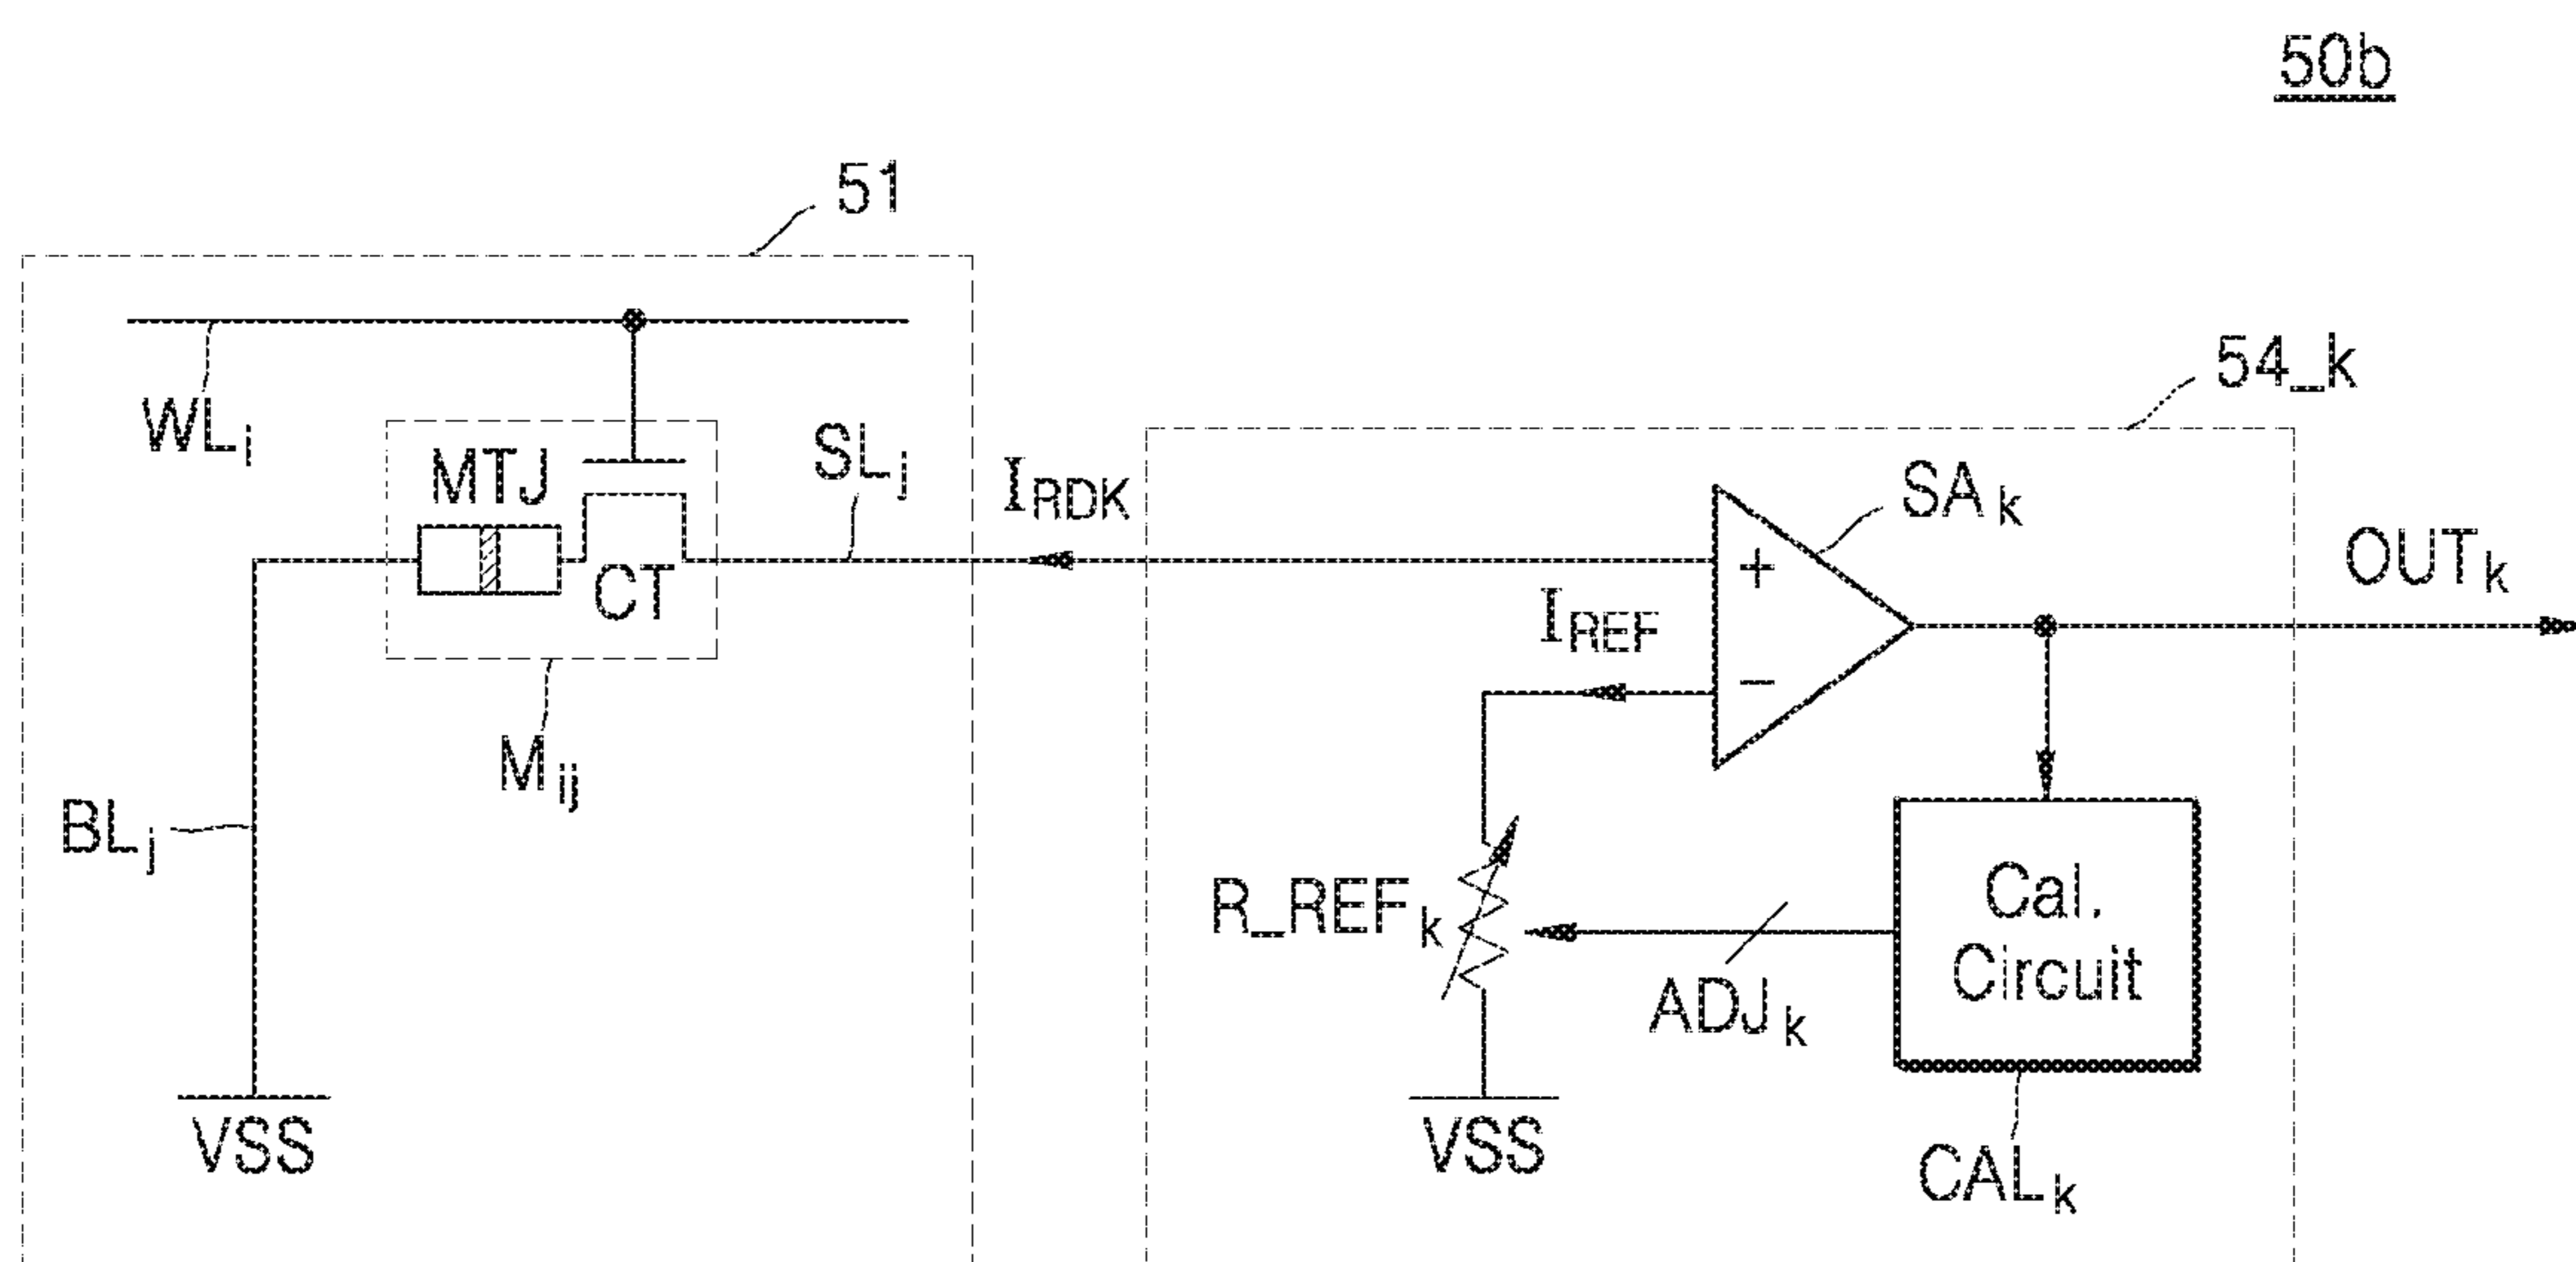 50b
51
54_k
WLi
MTJ
CT
SLj
IRDK
SAk
+
−
IREF
OUTk
Mij
BLj
R_REFk
ADJk
Cal.
Circuit
VSS
VSS
CALk